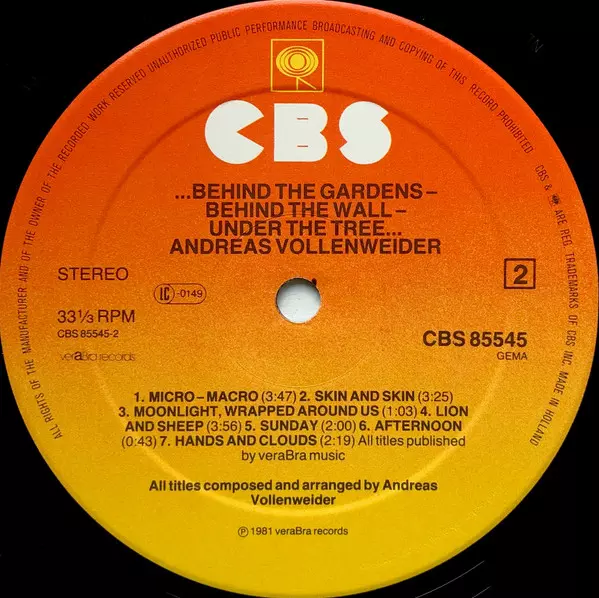 ALL RIGHTS OF THE MANUFACTURER AND OF THE OWNER OF THE RECORDED WORK RESERVED UNAUTHORIZED PUBLIC PERFORMANCE BROADCASTING AND COPYING OF THIS RECORD PROHIBITED. CBS & ARE REG. TRADEMARKS OF CBS INC. MADE IN HOLLAND
CBS
...BEHIND THE GARDENS –
BEHIND THE WALL –
UNDER THE TREE...
ANDREAS VOLLENWEIDER
STEREO
LC -0149
2
33⅓ RPM
CBS 85545-2
CBS 85545
GEMA
veraBra records
1. MICRO – MACRO (3:47) 2. SKIN AND SKIN (3:25)
3. MOONLIGHT, WRAPPED AROUND US (1:03) 4. LION
AND SHEEP (3:56) 5. SUNDAY (2:00) 6. AFTERNOON
(0:43) 7. HANDS AND CLOUDS (2:19) All titles published
by veraBra music
All titles composed and arranged by Andreas
Vollenweider
℗ 1981 veraBra records